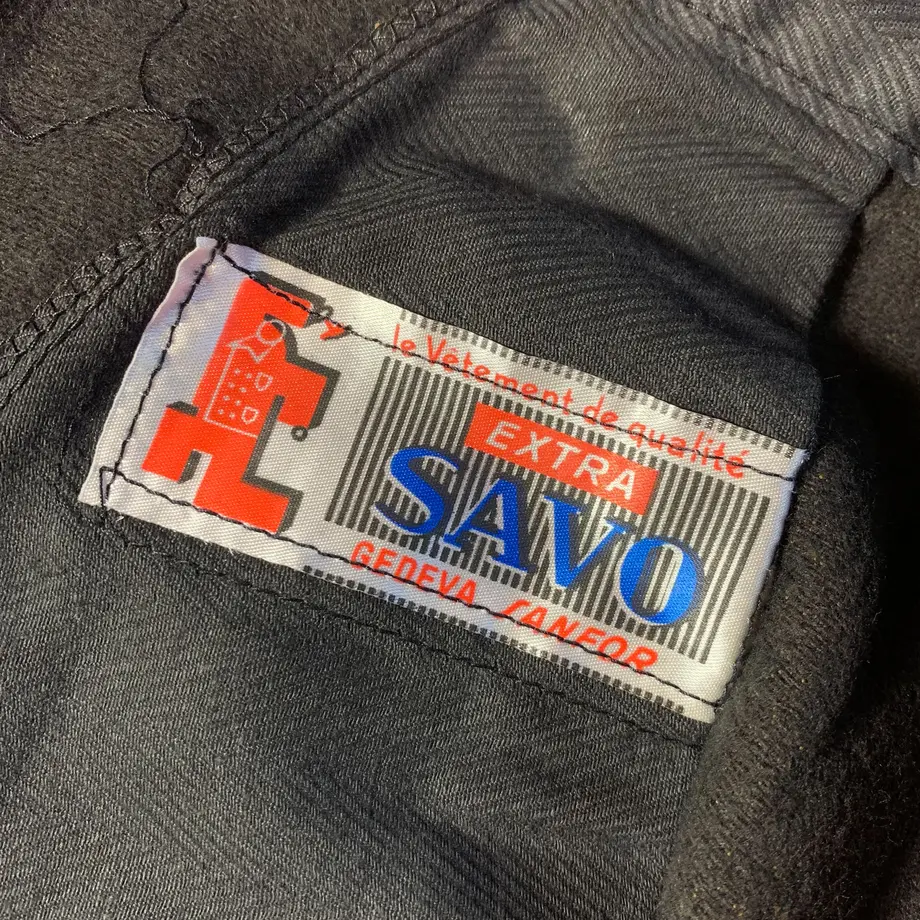 le Vêtement de qualité
EXTRA
SAVO
GEDEVA SANFOR